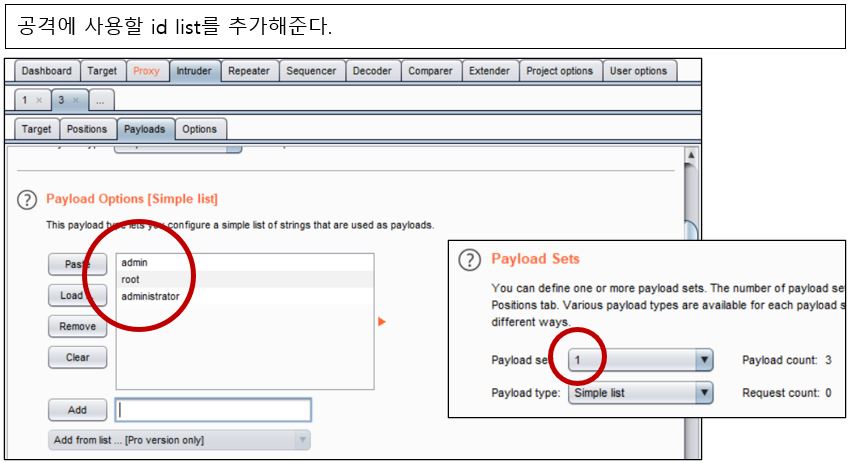 공격에 사용할 id list를 추가해준다.
Dashboard Target Proxy Intruder Repeater Sequencer Decoder Comparer Extender Project options User options
1 × 3 × ...
Target Positions Payloads Options
? Payload Options [Simple list]
This payload type lets you configure a simple list of strings that are used as payloads.
Paste
Load ...
Remove
Clear
admin
root
administrator
Add
Add from list ... [Pro version only]
? Payload Sets
You can define one or more payload sets. The number of payload se
Positions tab. Various payload types are available for each payload s
different ways.
Payload set: 1 Payload count: 3
Payload type: Simple list Request count: 0